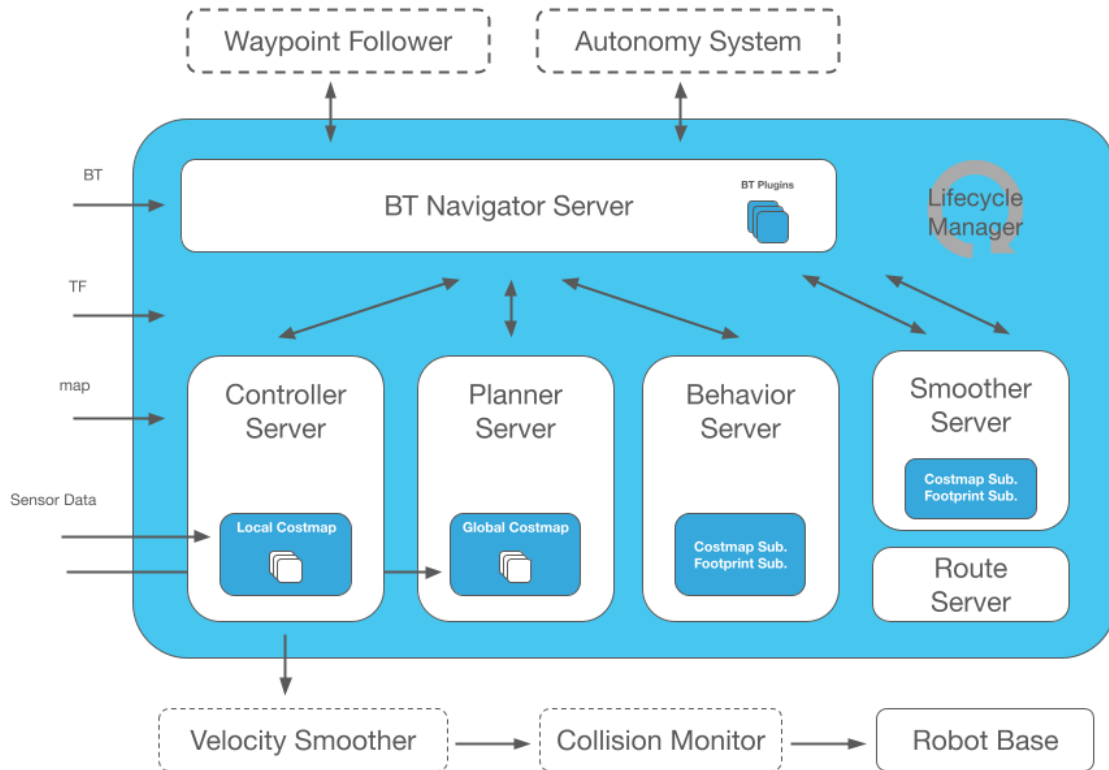 Waypoint Follower
Autonomy System
BT
BT Navigator Server
BT Plugins
Lifecycle
Manager
TF
map
Sensor Data
Controller
Server
Local Costmap
Planner
Server
Global Costmap
Behavior
Server
Costmap Sub.
Footprint Sub.
Smoother
Server
Costmap Sub.
Footprint Sub.
Route
Server
Velocity Smoother
Collision Monitor
Robot Base